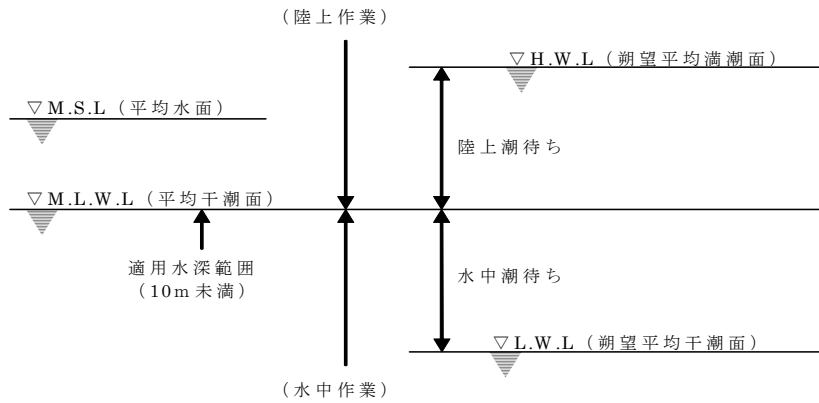 (陸上作業)
▽H.W.L(朔望平均満潮面)
▽M.S.L(平均水面)
陸上潮待ち
▽M.L.W.L(平均干潮面)
適用水深範囲
(10m未満)
水中潮待ち
▽L.W.L(朔望平均干潮面)
(水中作業)